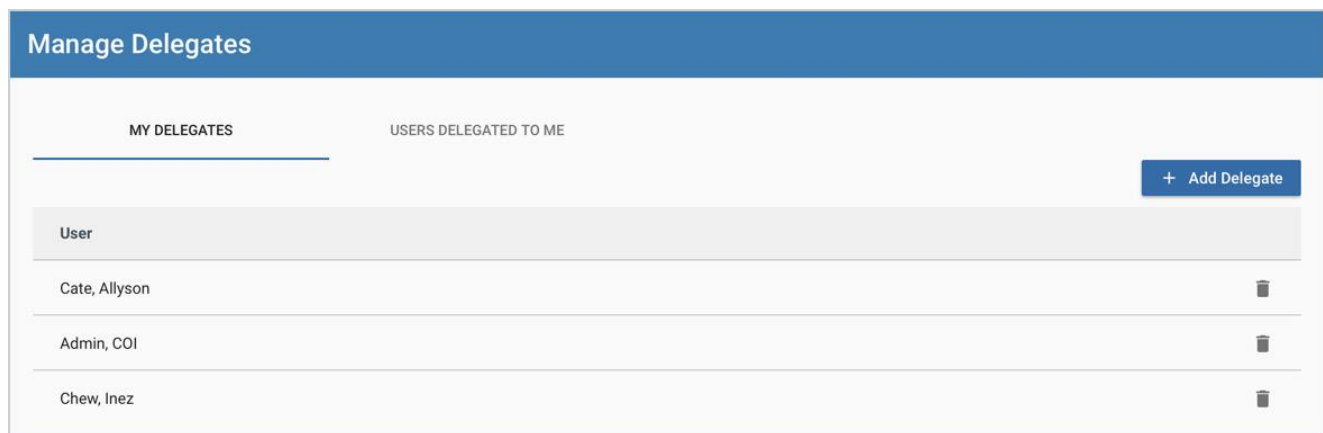 Manage Delegates
MY DELEGATES USERS DELEGATED TO ME
+ Add Delegate
User
Cate, Allyson
Admin, COI
Chew, Inez